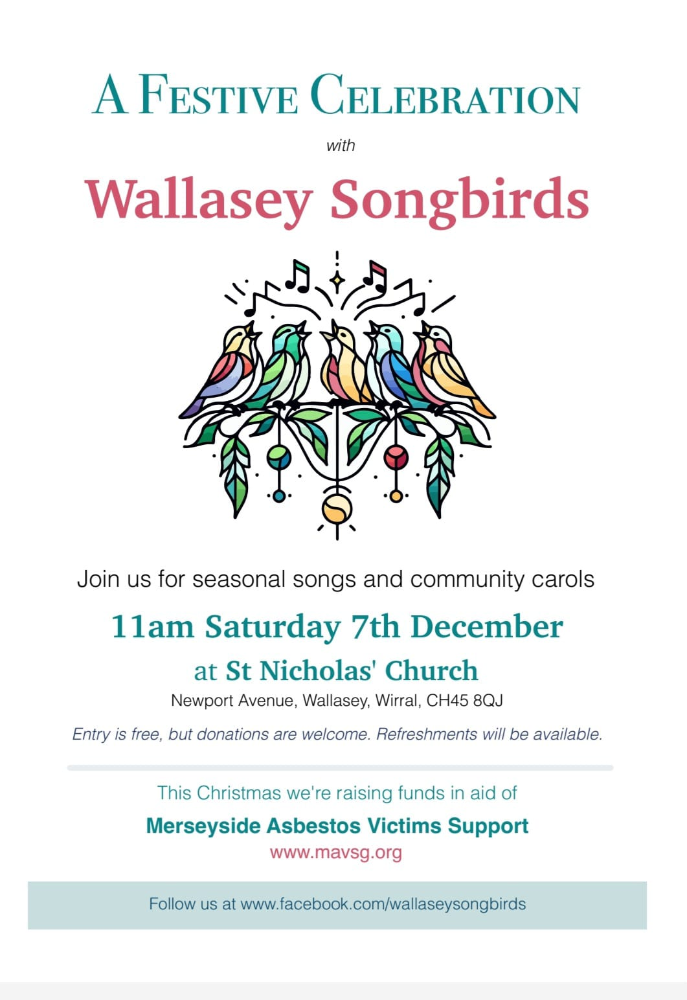 A Festive Celebration
with
Wallasey Songbirds
Join us for seasonal songs and community carols
11am Saturday 7th December
at St Nicholas' Church
Newport Avenue, Wallasey, Wirral, CH45 8QJ
Entry is free, but donations are welcome. Refreshments will be available.
This Christmas we're raising funds in aid of
Merseyside Asbestos Victims Support
www.mavsg.org
Follow us at www.facebook.com/wallaseysongbirds